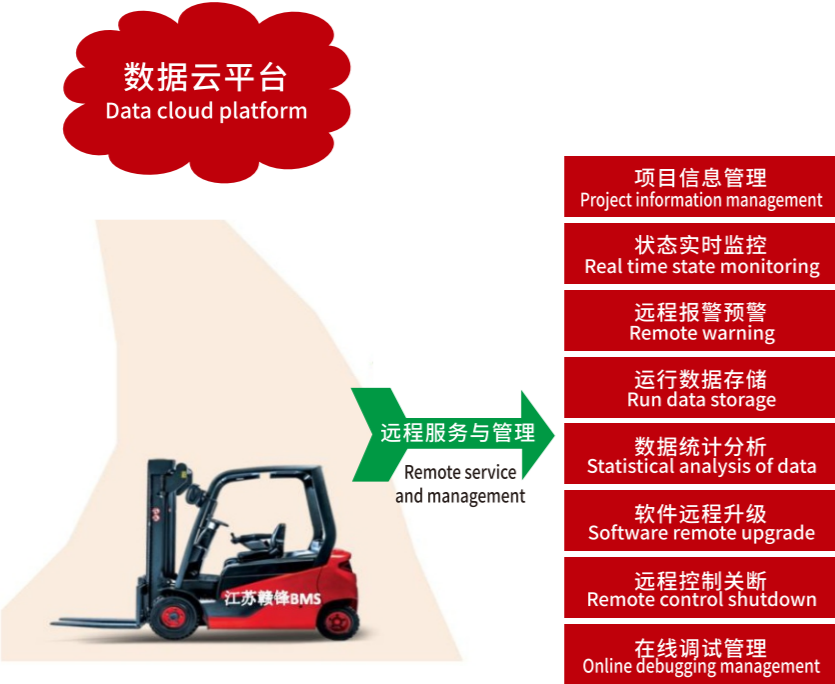 数据云平台
Data cloud platform
项目信息管理
Project information management
状态实时监控
Real time state monitoring
远程报警预警
Remote warning
运行数据存储
Run data storage
数据统计分析
Statistical analysis of data
软件远程升级
Software remote upgrade
远程控制关断
Remote control shutdown
在线调试管理
Online debugging management
远程服务与管理
Remote service
and management
江苏赣锋BMS